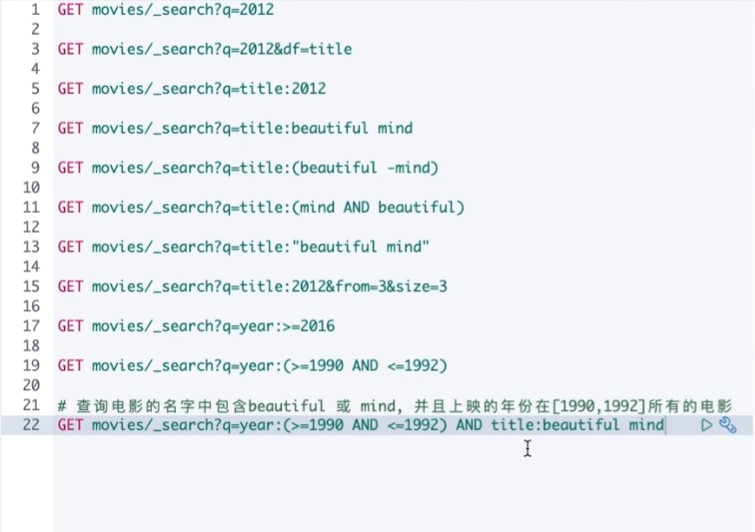 1 GET movies/_search?q=2012
2
3 GET movies/_search?q=2012&df=title
4
5 GET movies/_search?q=title:2012
6
7 GET movies/_search?q=title:beautiful mind
8
9 GET movies/_search?q=title:(beautiful -mind)
10
11 GET movies/_search?q=title:(mind AND beautiful)
12
13 GET movies/_search?q=title:"beautiful mind"
14
15 GET movies/_search?q=title:2012&from=3&size=3
16
17 GET movies/_search?q=year:>=2016
18
19 GET movies/_search?q=year:(>=1990 AND <=1992)
20
21 # 查询电影的名字中包含beautiful 或 mind, 并且上映的年份在[1990,1992]所有的电影
22 GET movies/_search?q=year:(>=1990 AND <=1992) AND title:beautiful mind